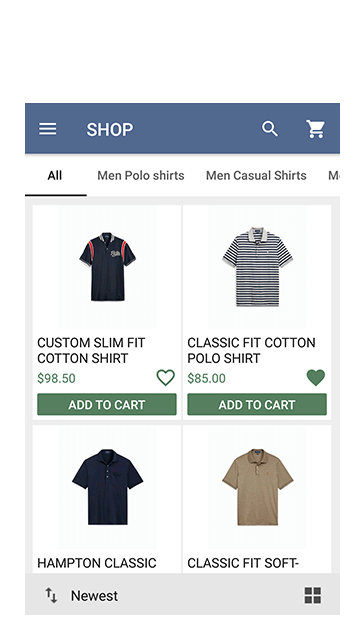 SHOP
All Men Polo shirts Men Casual Shirts
CUSTOM SLIM FIT
COTTON SHIRT
$98.50
ADD TO CART
CLASSIC FIT COTTON
POLO SHIRT
$85.00
ADD TO CART
HAMPTON CLASSIC
CLASSIC FIT SOFT-
Newest